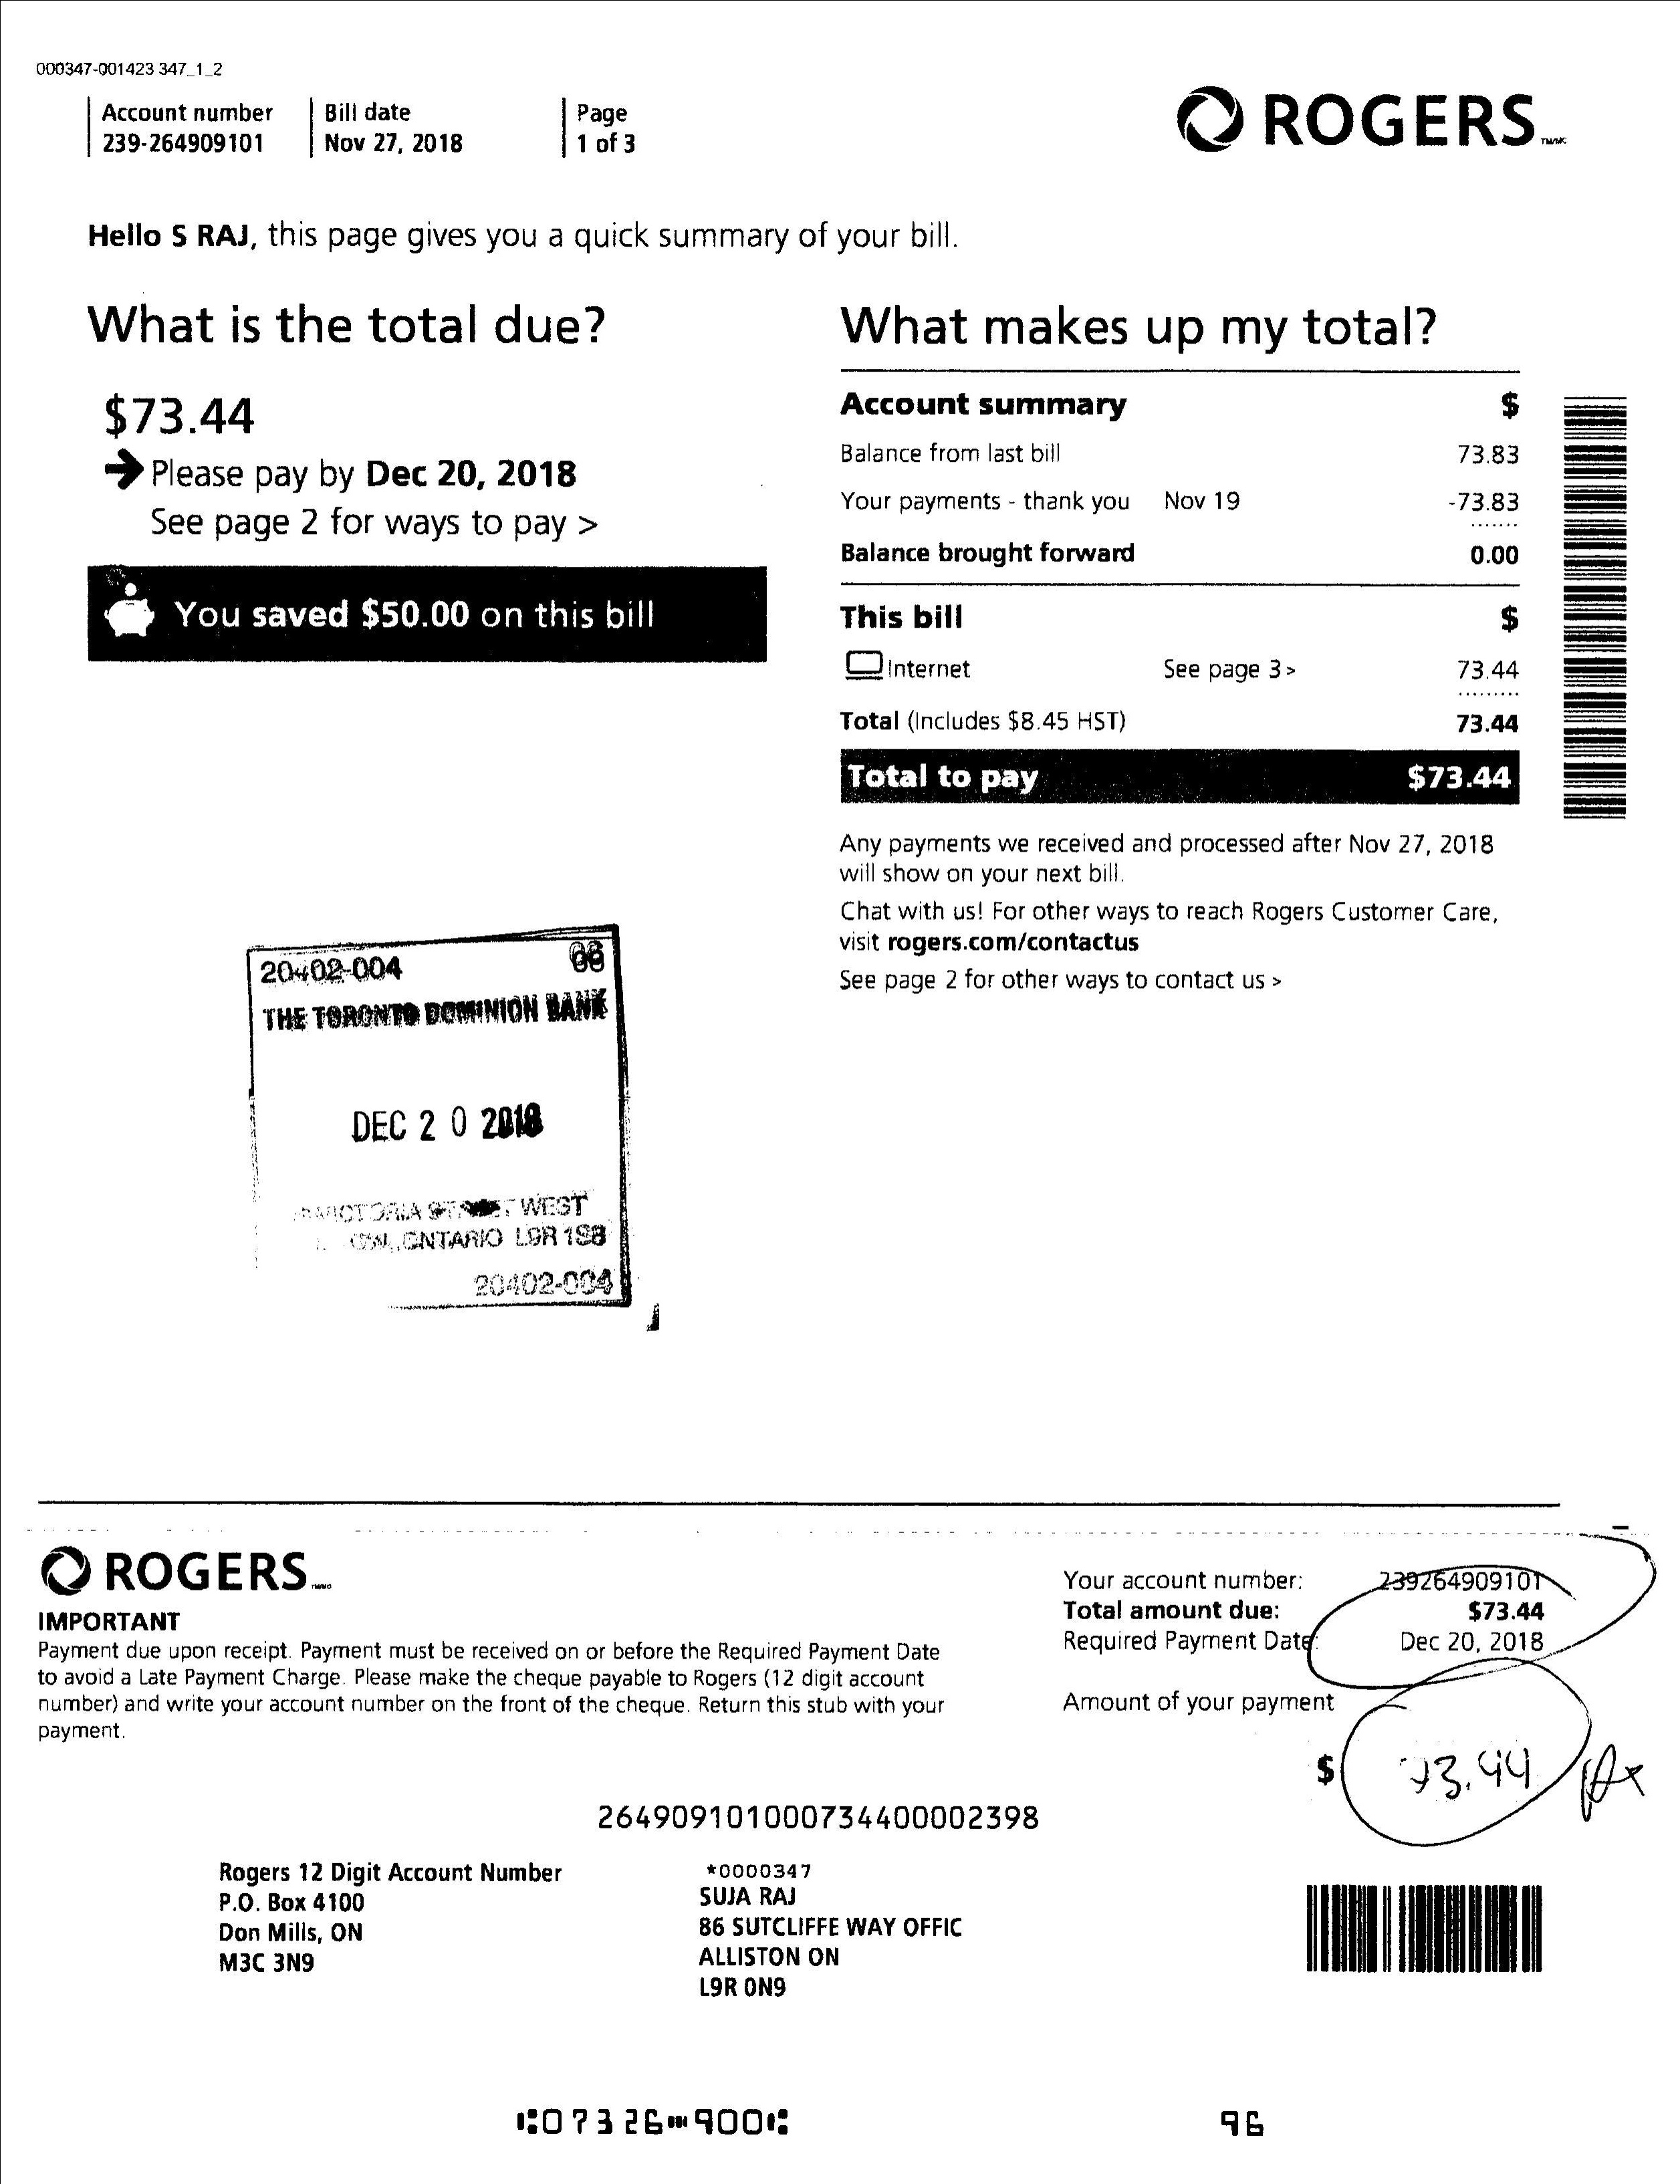 000347-001423 347_1_2
Account number
239-264909101
Bill date
Nov 27, 2018
Page
1 of 3
ROGERS
Hello S RAJ, this page gives you a quick summary of your bill.
What is the total due?
$73.44
Please pay by Dec 20, 2018
See page 2 for ways to pay >
You saved $50.00 on this bill
What makes up my total?
Account summary $
Balance from last bill 73.83
Your payments - thank you Nov 19 -73.83
Balance brought forward 0.00
This bill $
Internet See page 3 > 73.44
Total (Includes $8.45 HST) 73.44
Total to pay $73.44
Any payments we received and processed after Nov 27, 2018
will show on your next bill.
Chat with us! For other ways to reach Rogers Customer Care,
visit rogers.com/contactus
See page 2 for other ways to contact us >
20402-004
THE TORONTO DOMINION BANK
DEC 20 2018
WEST
ONTARIO L9R 1S8
20402-004
ROGERS
IMPORTANT
Payment due upon receipt. Payment must be received on or before the Required Payment Date
to avoid a Late Payment Charge. Please make the cheque payable to Rogers (12 digit account
number) and write your account number on the front of the cheque. Return this stub with your
payment.
Your account number: 239264909101
Total amount due: $73.44
Required Payment Date: Dec 20, 2018
Amount of your payment
$ 73.44
264909101000734400002398
Rogers 12 Digit Account Number
P.O. Box 4100
Don Mills, ON
M3C 3N9
*0000347
SUJA RAJ
86 SUTCLIFFE WAY OFFIC
ALLISTON ON
L9R 0N9
⑆07326⑉900⑆ 96